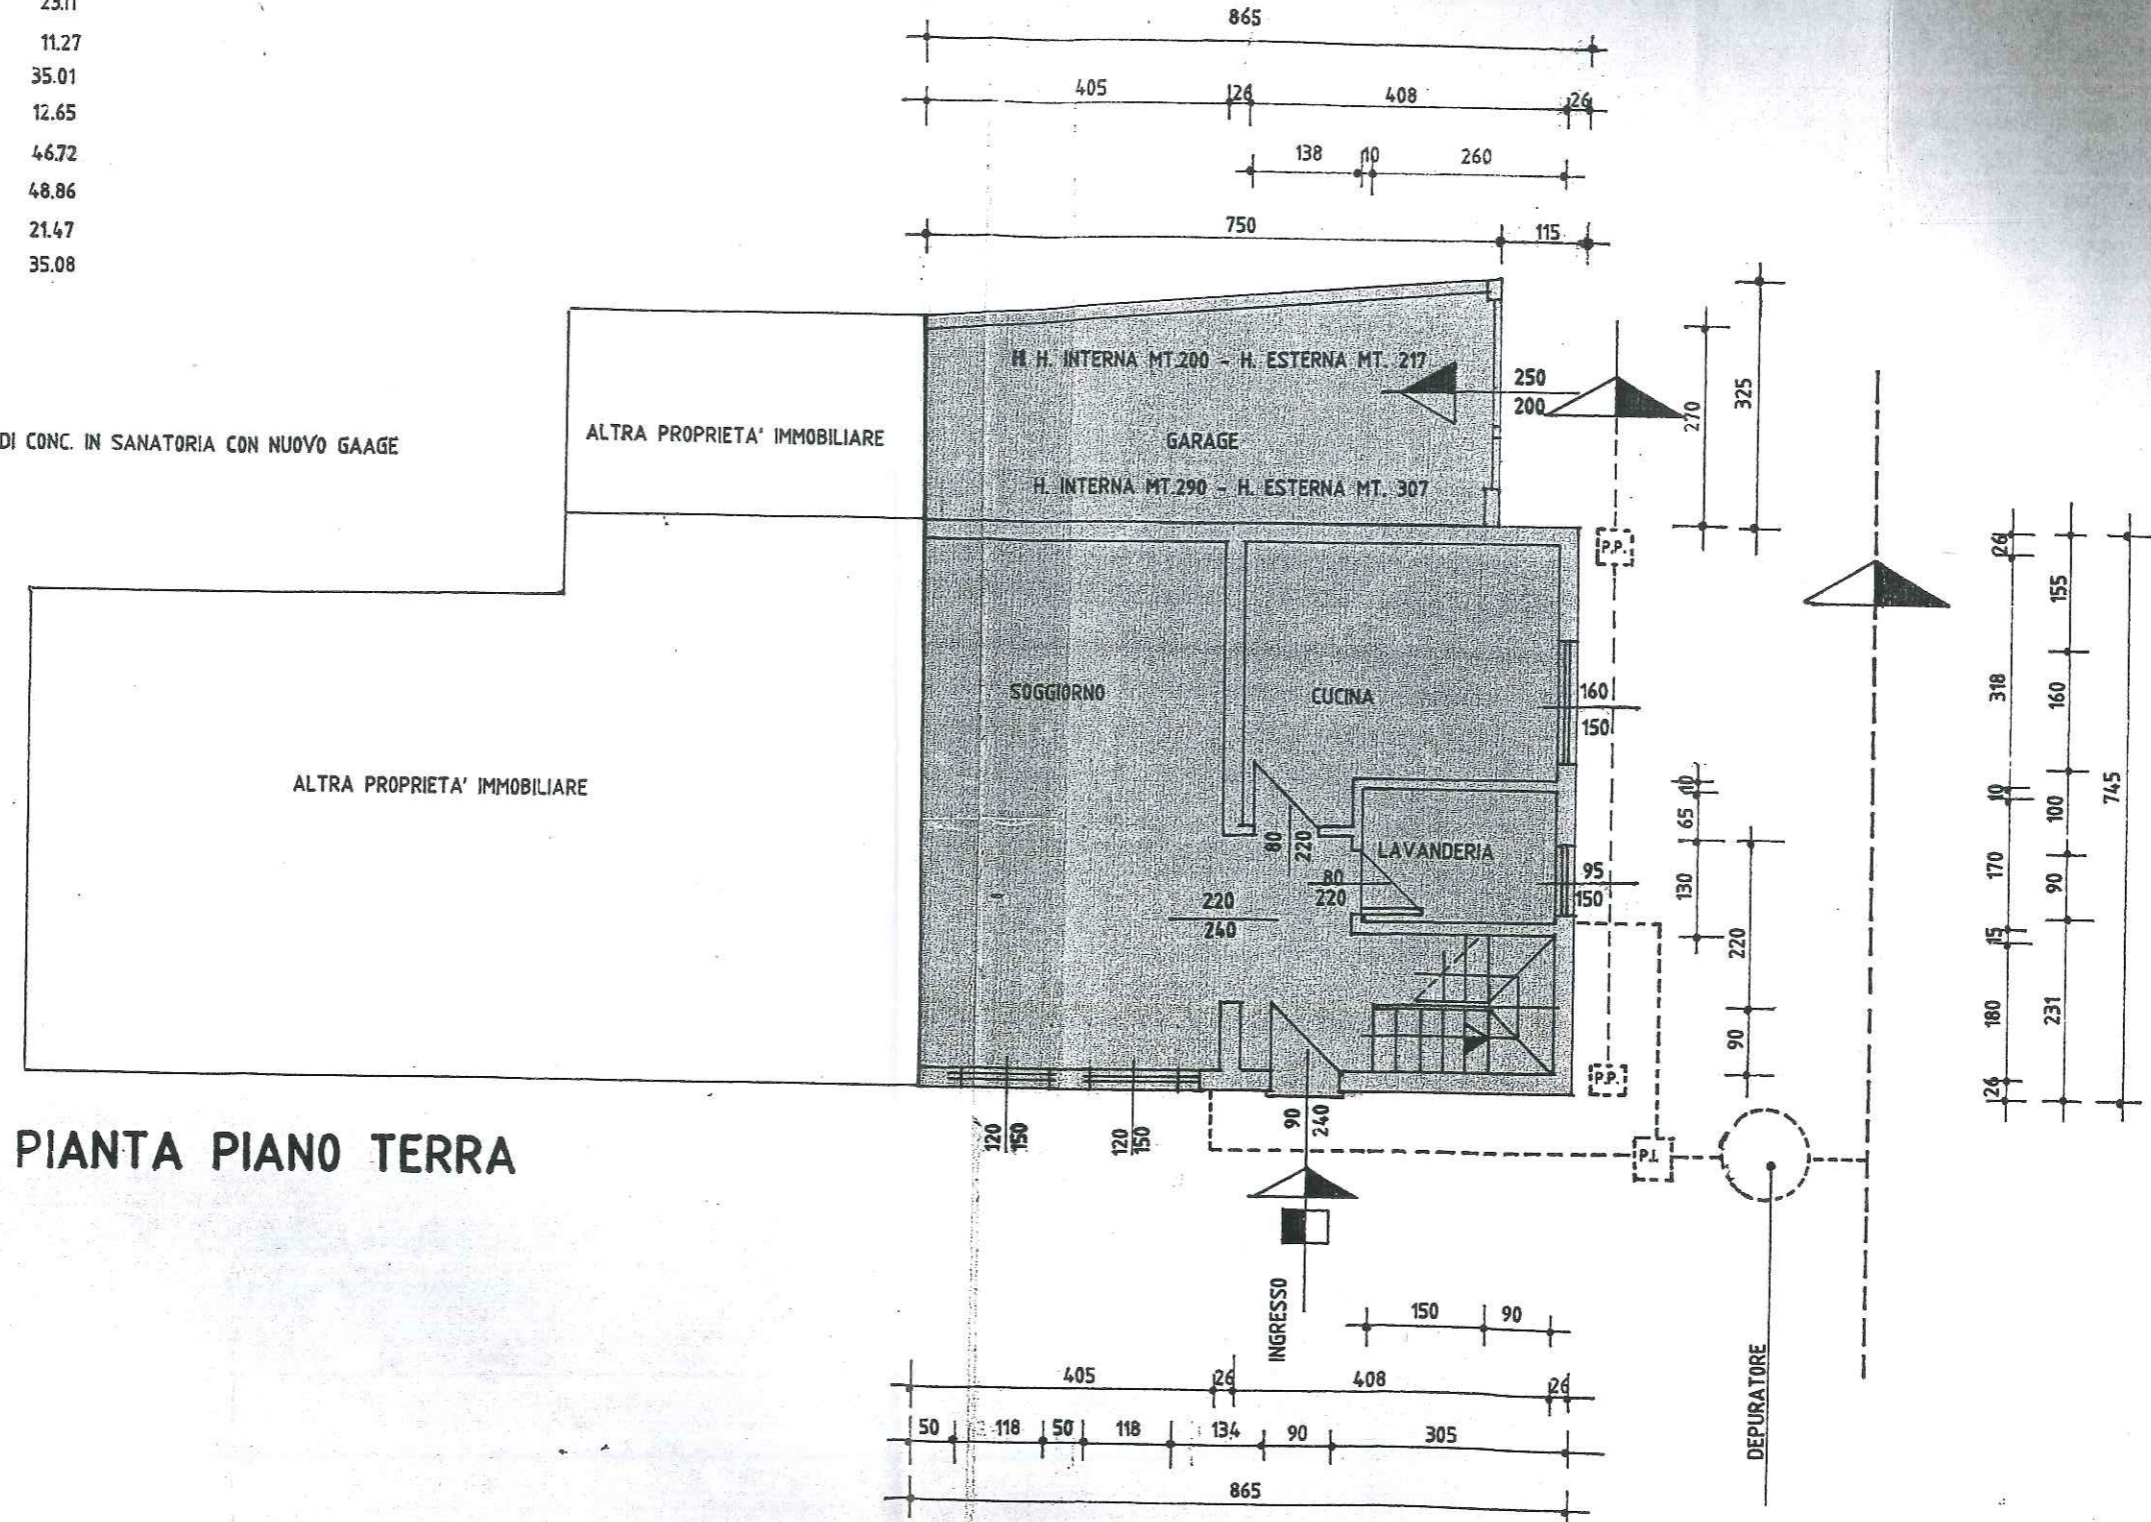 23.11
11.27
35.01
12.65
46.72
48.86
21.47
35.08
865
405 26 408 26
138 10 260
750 115
H H. INTERNA MT.200 - H. ESTERNA MT. 217
250
200
270
325
DI CONC. IN SANATORIA CON NUOVO GAAGE
ALTRA PROPRIETA' IMMOBILIARE
GARAGE
H. INTERNA MT.290 - H. ESTERNA MT. 307
P.P.
SOGGIORNO
CUCINA
160
150
ALTRA PROPRIETA' IMMOBILIARE
80
220
LAVANDERIA
80
220
95
150
220
240
10
65
130
220
90
26
318
10
170
15
180
26
155
160
100
90
231
745
P.P.
120
150
120
150
90
240
P.I.
PIANTA PIANO TERRA
INGRESSO
DEPURATORE
150 90
405 26 408 26
50 118 50 118 134 90 305
865